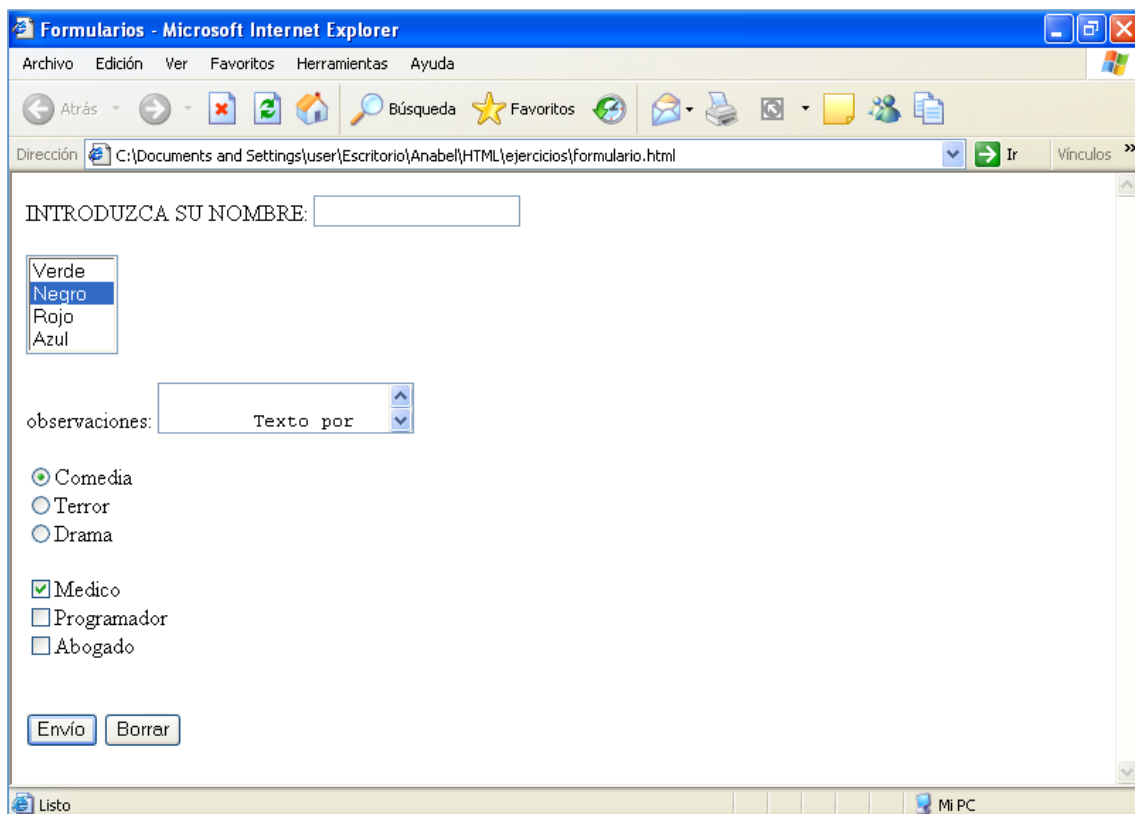 Formularios - Microsoft Internet Explorer
Archivo Edición Ver Favoritos Herramientas Ayuda
Atrás Búsqueda Favoritos
Dirección C:\Documents and Settings\user\Escritorio\Anabel\HTML\ejercicios\formulario.html Ir Vínculos »
INTRODUZCA SU NOMBRE:
Verde
Negro
Rojo
Azul
observaciones: Texto por
Comedia
Terror
Drama
Medico
Programador
Abogado
Envío Borrar
Listo Mi PC